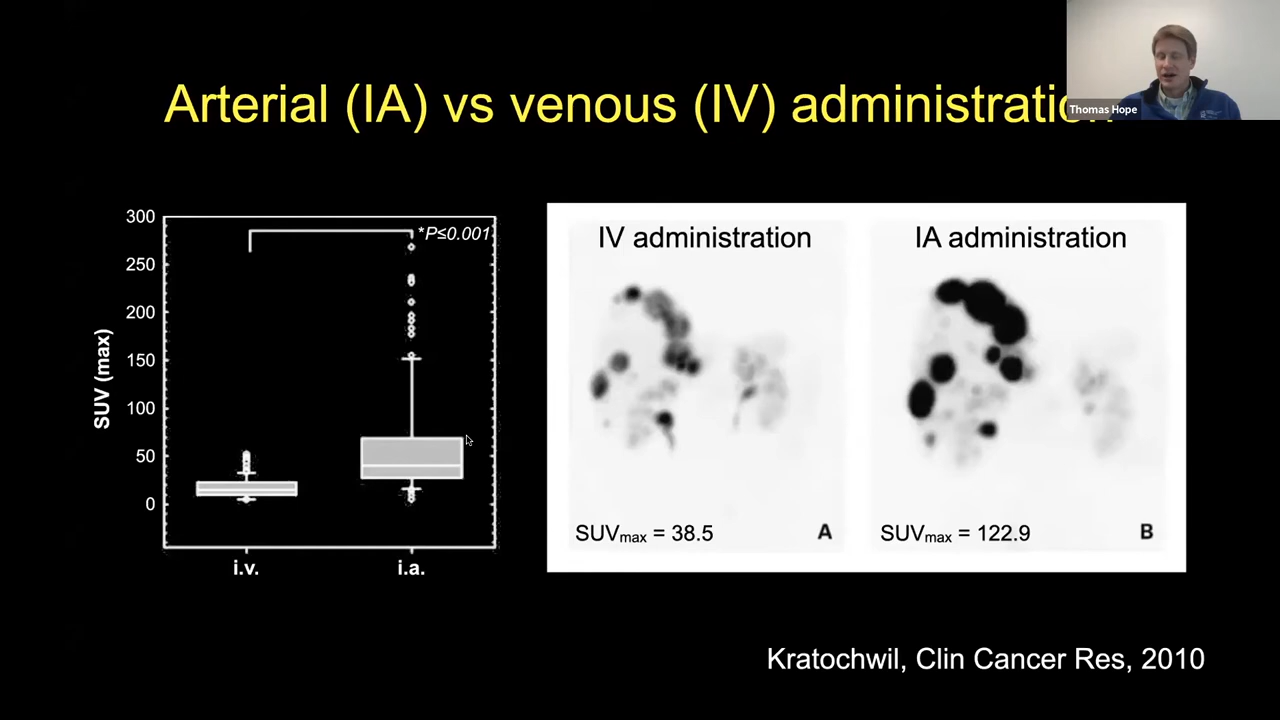 Arterial (IA) vs venous (IV) administration
Thomas Hope
300
250
200
150
100
50
0
SUV (max)
*P≤0.001
i.v.
i.a.
IV administration
IA administration
SUVmax = 38.5
A
SUVmax = 122.9
B
Kratochwil, Clin Cancer Res, 2010